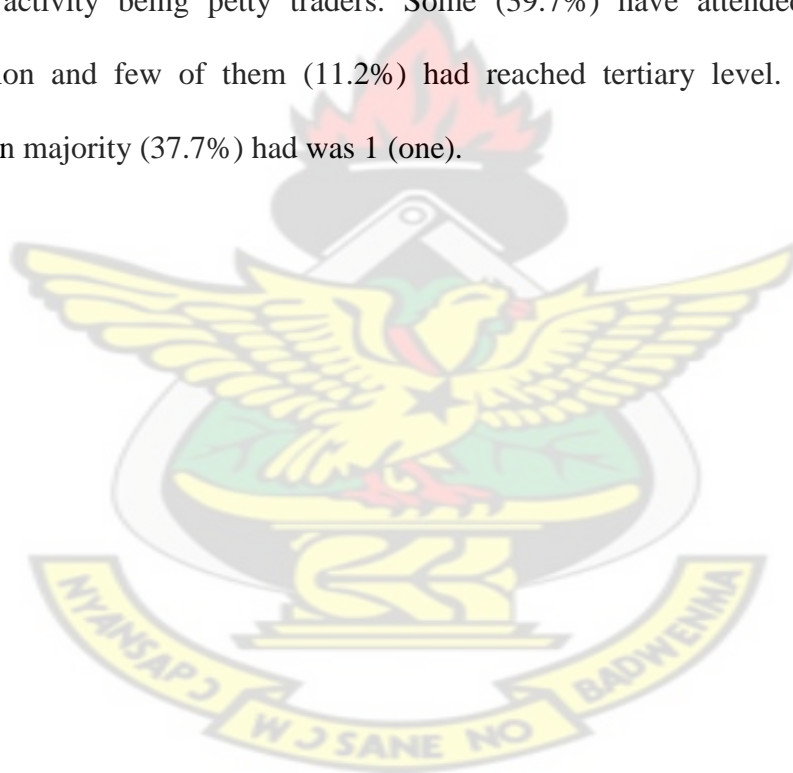 activity being petty traders. Some (39.7%) have attended
ion and few of them (11.2%) had reached tertiary level.
n majority (37.7%) had was 1 (one).
NYANSAPƆ
WƆSANE NO
BADWENMA